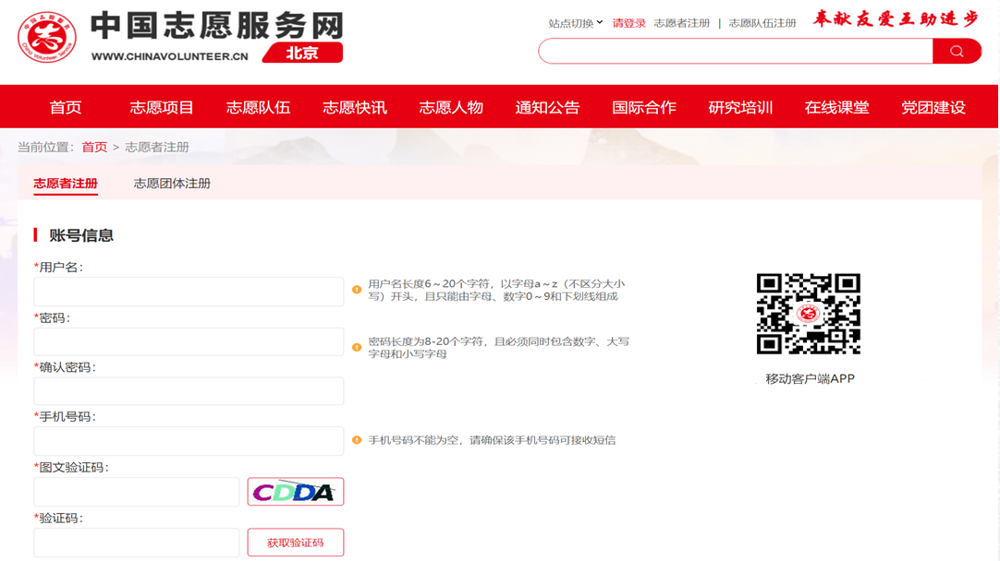 中国志愿服务网
WWW.CHINAVOLUNTEER.CN
北京
站点切换 请登录 志愿者注册 | 志愿队伍注册
奉献友爱互助进步
首页 志愿项目 志愿队伍 志愿快讯 志愿人物 通知公告 国际合作 研究培训 在线课堂 党团建设
当前位置: 首页 > 志愿者注册
志愿者注册 志愿团体注册
账号信息
*用户名:
用户名长度6~20个字符，以字母a~z（不区分大小
写）开头，且只能由字母、数字0~9和下划线组成
*密码:
密码长度为8-20个字符，且必须同时包含数字、大写
字母和小写字母
*确认密码:
*手机号码:
手机号码不能为空，请确保该手机号码可接收短信
*图文验证码:
CDDA
*验证码:
获取验证码
移动客户端APP